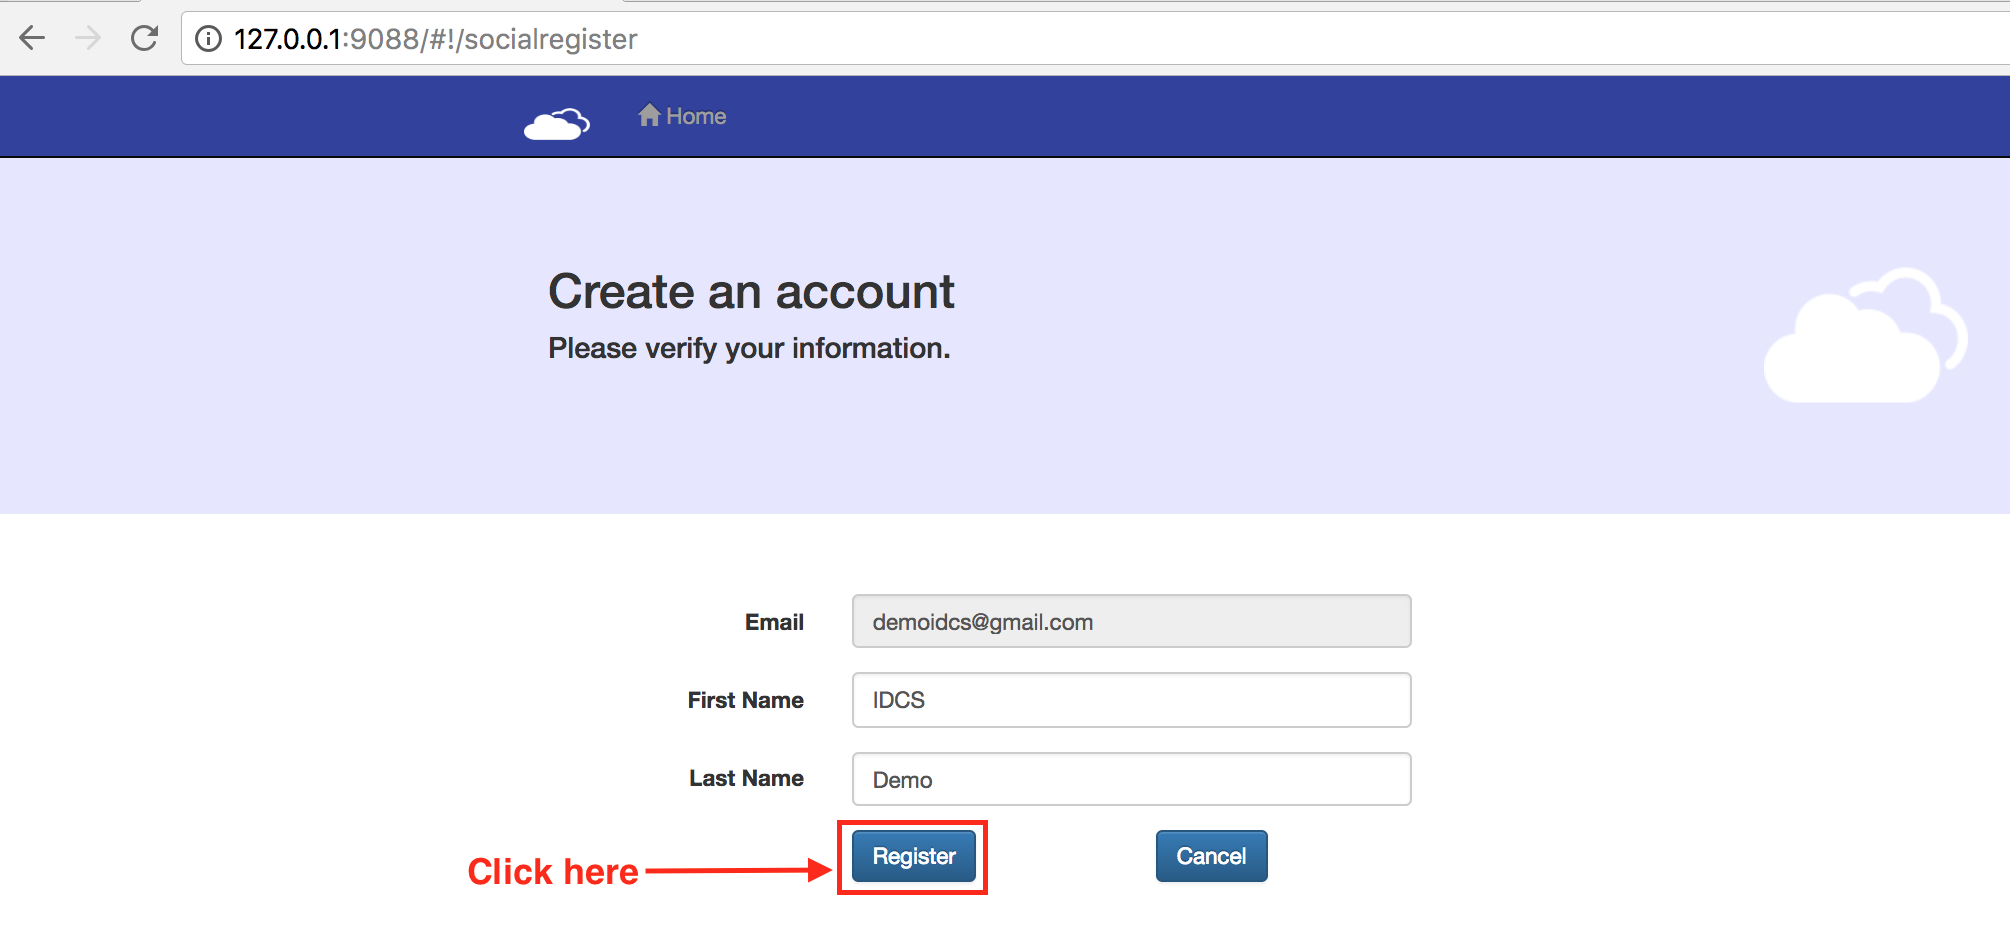 127.0.0.1:9088/#!/socialregister
Home
Create an account
Please verify your information.
Email demoidcs@gmail.com
First Name IDCS
Last Name Demo
Click here Register Cancel